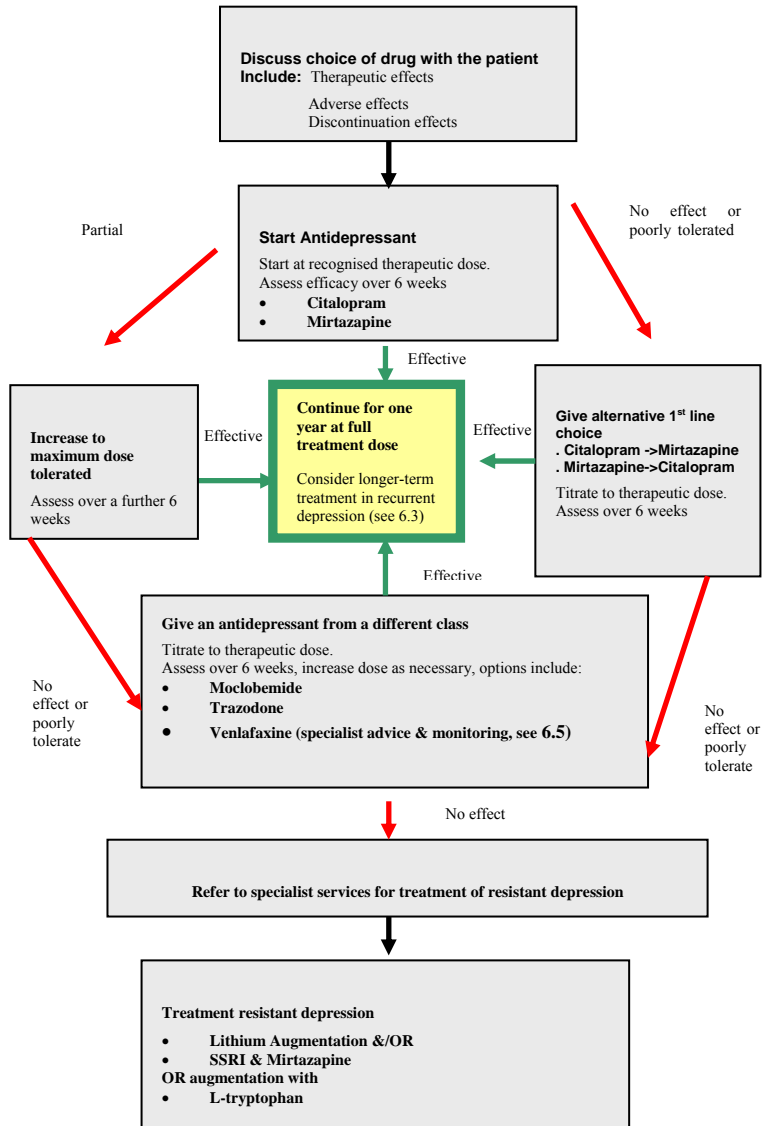 Discuss choice of drug with the patient
Include: Therapeutic effects
Adverse effects
Discontinuation effects
Partial
No effect or
poorly tolerated
Start Antidepressant
Start at recognised therapeutic dose.
Assess efficacy over 6 weeks
• Citalopram
• Mirtazapine
Effective
Increase to
maximum dose
tolerated
Assess over a further 6
weeks
Effective
Continue for one
year at full
treatment dose
Consider longer-term
treatment in recurrent
depression (see 6.3)
Effective
Give alternative 1st line
choice
. Citalopram ->Mirtazapine
. Mirtazapine->Citalopram
Titrate to therapeutic dose.
Assess over 6 weeks
Effective
Give an antidepressant from a different class
Titrate to therapeutic dose.
Assess over 6 weeks, increase dose as necessary, options include:
• Moclobemide
• Trazodone
• Venlafaxine (specialist advice & monitoring, see 6.5)
No
effect or
poorly
tolerate
No
effect or
poorly
tolerate
No effect
Refer to specialist services for treatment of resistant depression
Treatment resistant depression
• Lithium Augmentation &/OR
• SSRI & Mirtazapine
OR augmentation with
• L-tryptophan